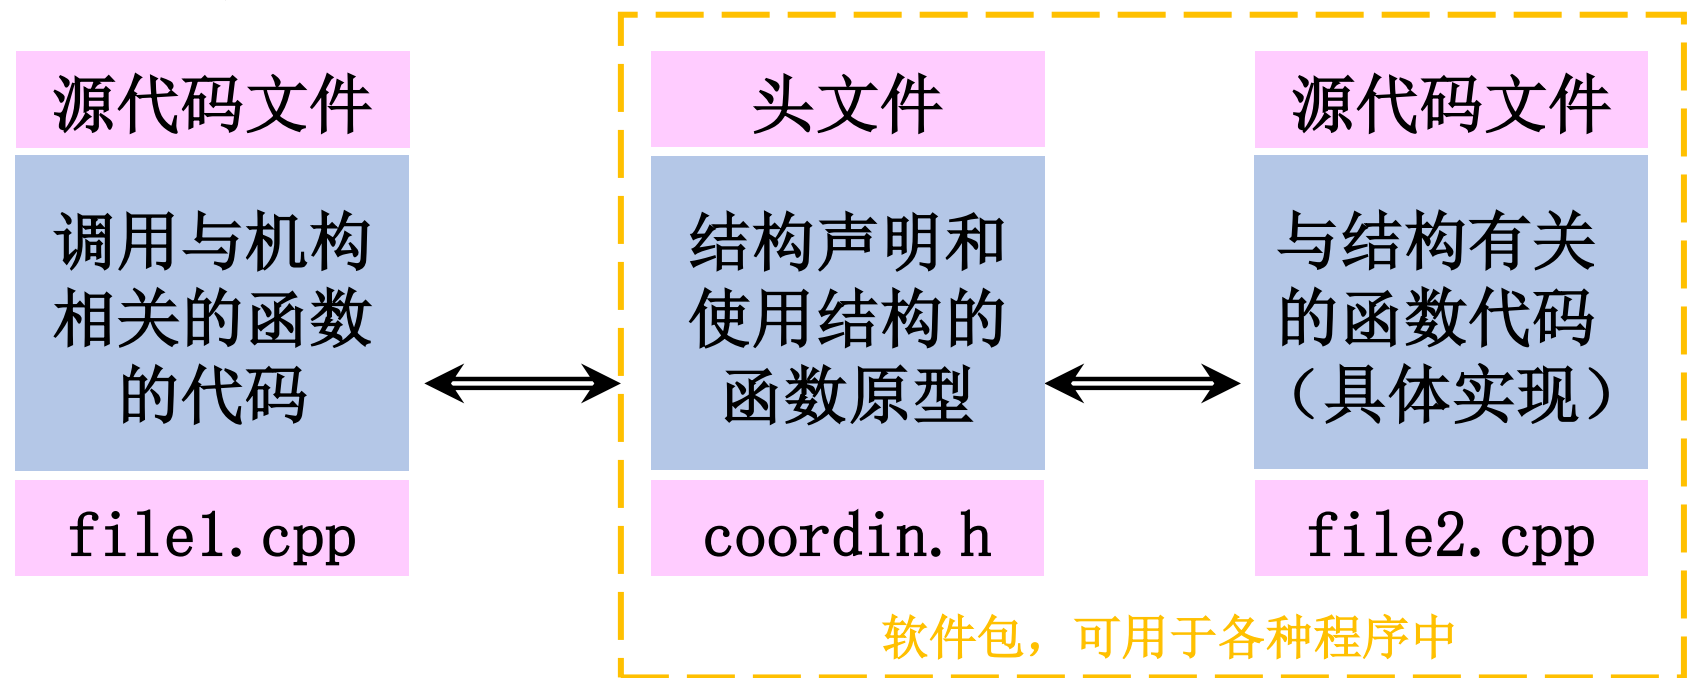 源代码文件
调用与机构
相关的函数
的代码
file1.cpp
头文件
结构声明和
使用结构的
函数原型
coordin.h
源代码文件
与结构有关
的函数代码
（具体实现）
file2.cpp
软件包，可用于各种程序中